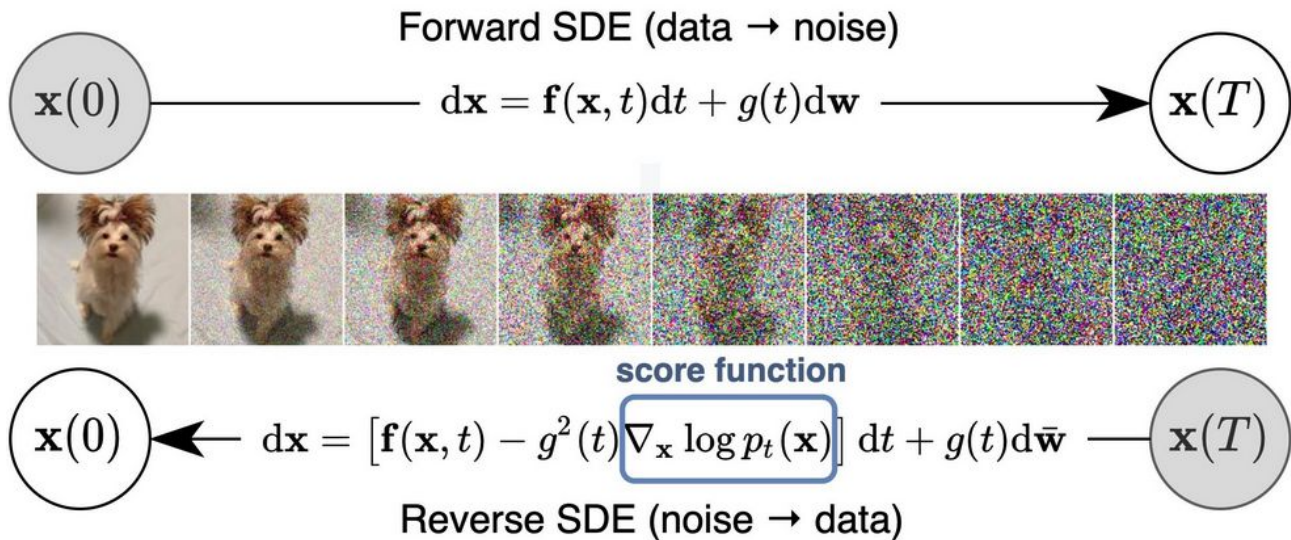 Forward SDE (data → noise)
x(0) dx = f(x, t)dt + g(t)dw x(T)
score function
x(0) dx = [f(x, t) − g²(t)∇ₓ log pₜ(x)] dt + g(t)dw̄ x(T)
Reverse SDE (noise → data)